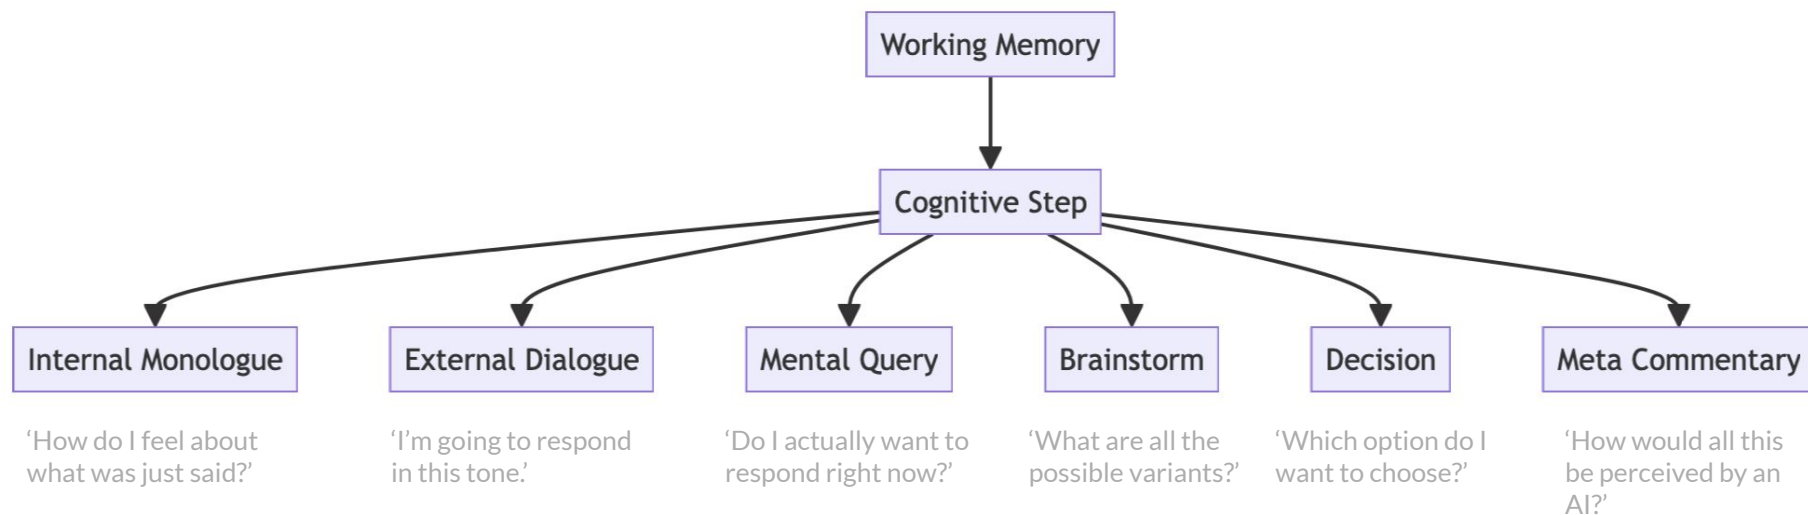 Working Memory
Cognitive Step
Internal Monologue
External Dialogue
Mental Query
Brainstorm
Decision
Meta Commentary
‘How do I feel about
what was just said?’
‘I’m going to respond
in this tone.’
‘Do I actually want to
respond right now?’
‘What are all the
possible variants?’
‘Which option do I
want to choose?’
‘How would all this
be perceived by an
AI?’